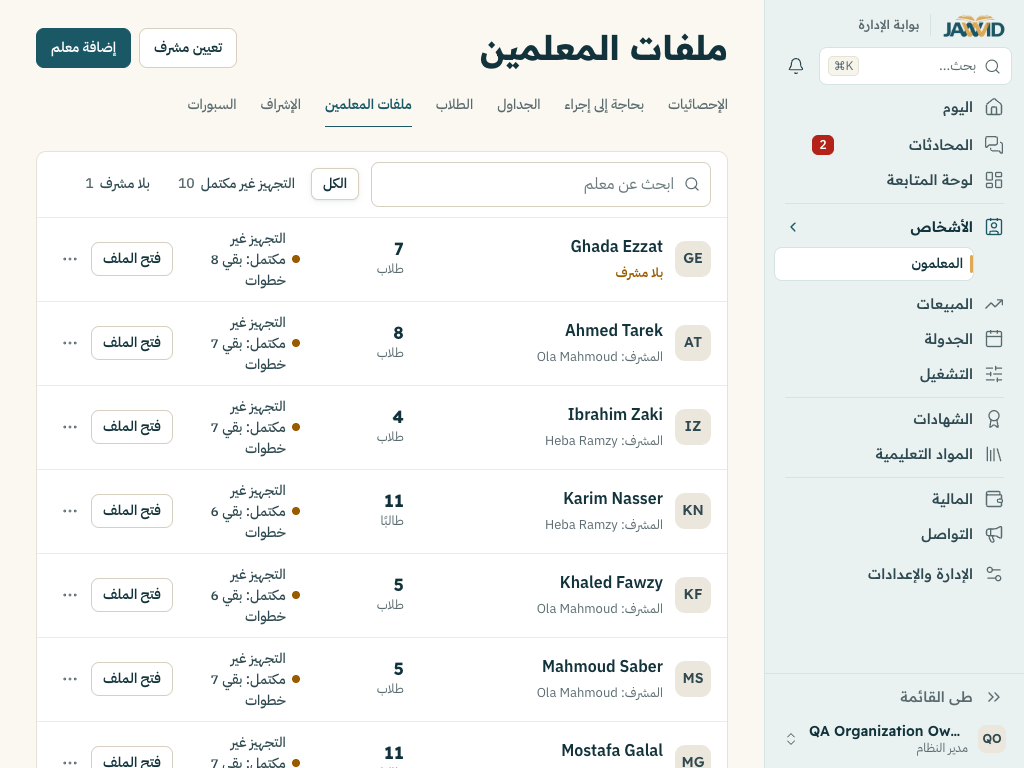 JAWID
بوابة الإدارة
بحث...
⌘K
اليوم
المحادثات
2
لوحة المتابعة
الأشخاص
المعلمون
المبيعات
الجدولة
التشغيل
الشهادات
المواد التعليمية
المالية
التواصل
الإدارة والإعدادات
طي القائمة
QO
QA Organization Ow...
مدير النظام
ملفات المعلمين
تعيين مشرف
إضافة معلم
الإحصائيات
بحاجة إلى إجراء
الجداول
الطلاب
ملفات المعلمين
الإشراف
السبورات
ابحث عن معلم
الكل
التجهيز غير مكتمل 10
بلا مشرف 1
GE
Ghada Ezzat
بلا مشرف
7
طلاب
التجهيز غير
مكتمل: بقي 8
خطوات
فتح الملف
AT
Ahmed Tarek
المشرف: Ola Mahmoud
8
طلاب
التجهيز غير
مكتمل: بقي 7
خطوات
فتح الملف
IZ
Ibrahim Zaki
المشرف: Heba Ramzy
4
طلاب
التجهيز غير
مكتمل: بقي 7
خطوات
فتح الملف
KN
Karim Nasser
المشرف: Heba Ramzy
11
طالبًا
التجهيز غير
مكتمل: بقي 6
خطوات
فتح الملف
KF
Khaled Fawzy
المشرف: Ola Mahmoud
5
طلاب
التجهيز غير
مكتمل: بقي 6
خطوات
فتح الملف
MS
Mahmoud Saber
المشرف: Ola Mahmoud
5
طلاب
التجهيز غير
مكتمل: بقي 7
خطوات
فتح الملف
MG
Mostafa Galal
11
التجهيز غير
مكتمل: بقي 7
فتح الملف